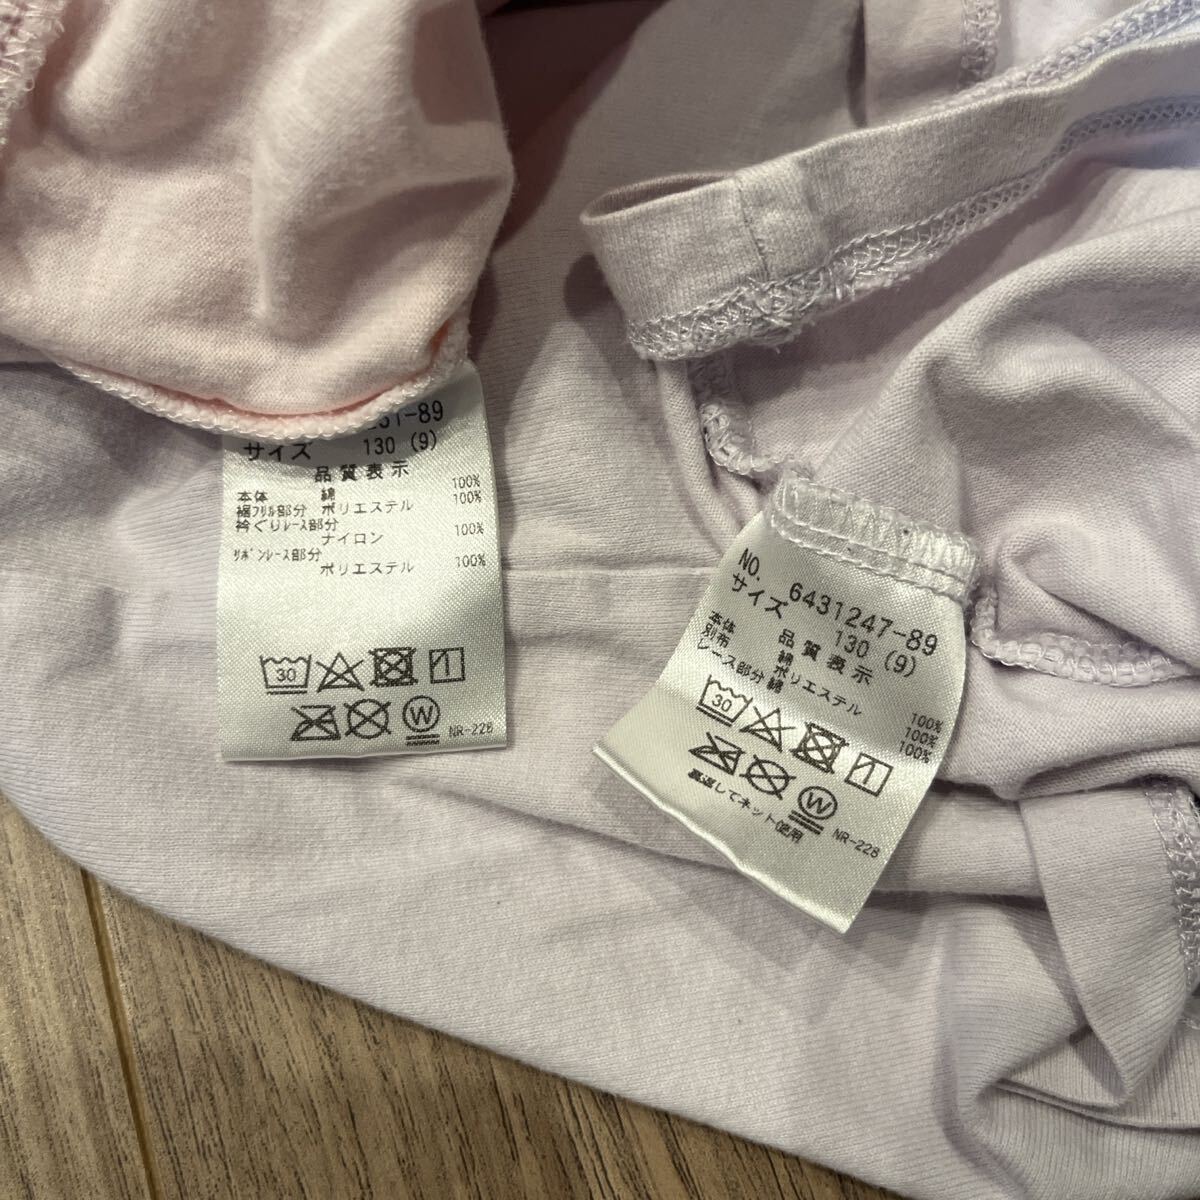 31-89
サイズ 130 (9)
品質表示
本体 綿 100%
裾フリル部分 ポリエステル 100%
衿ぐりレース部分
ナイロン 100%
リボンレース部分
ポリエステル 100%
30
W
NR-228
NO. 6431247-89
サイズ 130 (9)
品質表示
本体 綿 100%
別布 ポリエステル 100%
レース部分 綿 100%
30
W
裏返してネット使用
NR-228